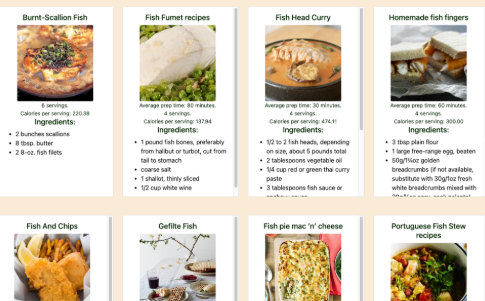 Burnt-Scallion Fish
6 servings.
Calories per serving: 220.38
Ingredients:
2 bunches scallions
8 tbsp. butter
2 8-oz. fish filets
Fish Fumet recipes
Average prep time: 80 minutes.
4 servings.
Calories per serving: 137.94
Ingredients:
1 pound fish bones, preferably
from halibut or turbot, cut from
tail to stomach
coarse salt
1 shallot, thinly sliced
1/2 cup white wine
Fish Head Curry
Average prep time: 30 minutes.
4 servings.
Calories per serving: 474.11
Ingredients:
1/2 to 2 fish heads, depending
on size, about 5 pounds total
2 tablespoons vegetable oil
1/4 cup red or green thai curry
paste
3 tablespoons fish sauce or
Homemade fish fingers
Average prep time: 60 minutes.
4 servings.
Calories per serving: 300.00
Ingredients:
3 tbsp plain flour
1 large free-range egg, beaten
50g/1¾oz golden
breadcrumbs (if not available,
substitute with 30g/1oz fresh
white breadcrumbs mixed with
Fish And Chips
Gefilte Fish
Fish pie mac 'n' cheese
Portuguese Fish Stew
recipes